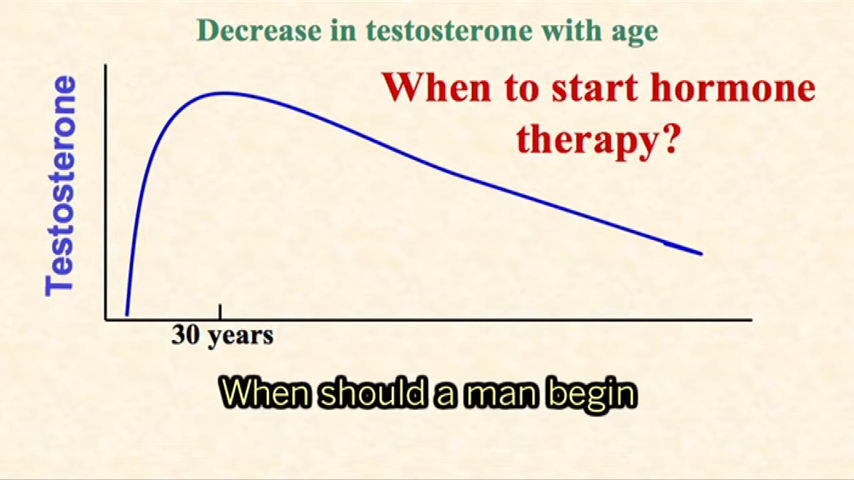 Decrease in testosterone with age
When to start hormone
therapy?
Testosterone
30 years
When should a man begin